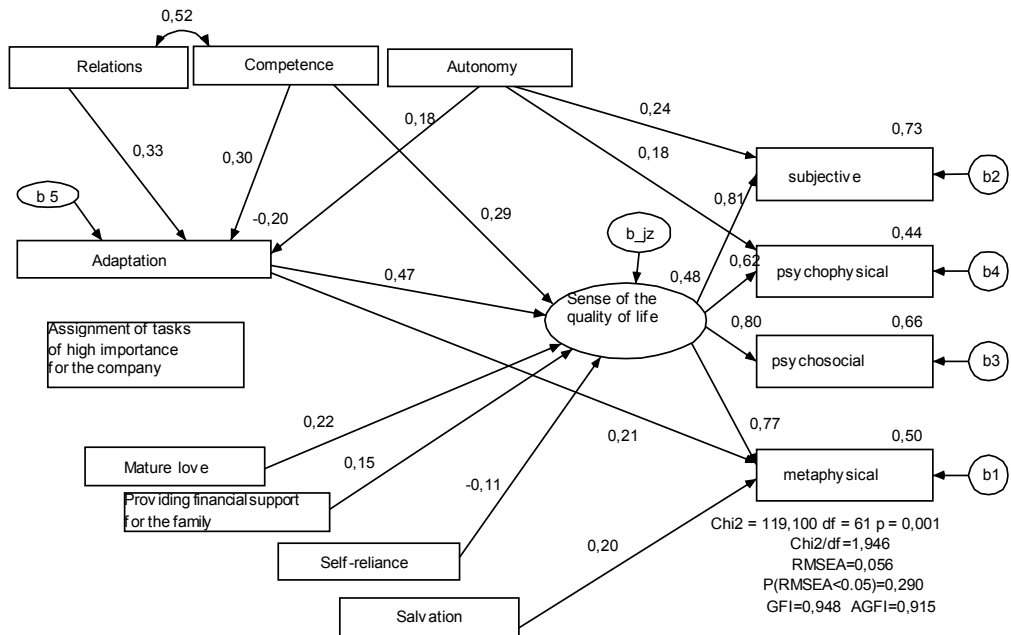 0,52
Relations
Competence
Autonomy
0,33
0,30
0,18
0,24
0,18
0,73
subjective
b2
b 5
-0,20
0,29
0,81
b_jz
0,44
Adaptation
0,47
0,48
0,62
psychophysical
b4
Sense of the
quality of life
Assignment of tasks
of high importance
for the company
0,80
0,66
psychosocial
b3
0,22
0,21
0,77
0,50
Mature love
0,15
-0,11
metaphysical
b1
Providing financial support
for the family
Self-reliance
0,20
Salvation
Chi2 = 119,100 df = 61 p = 0,001
Chi2/df=1,946
RMSEA=0,056
P(RMSEA<0.05)=0,290
GFI=0,948 AGFI=0,915